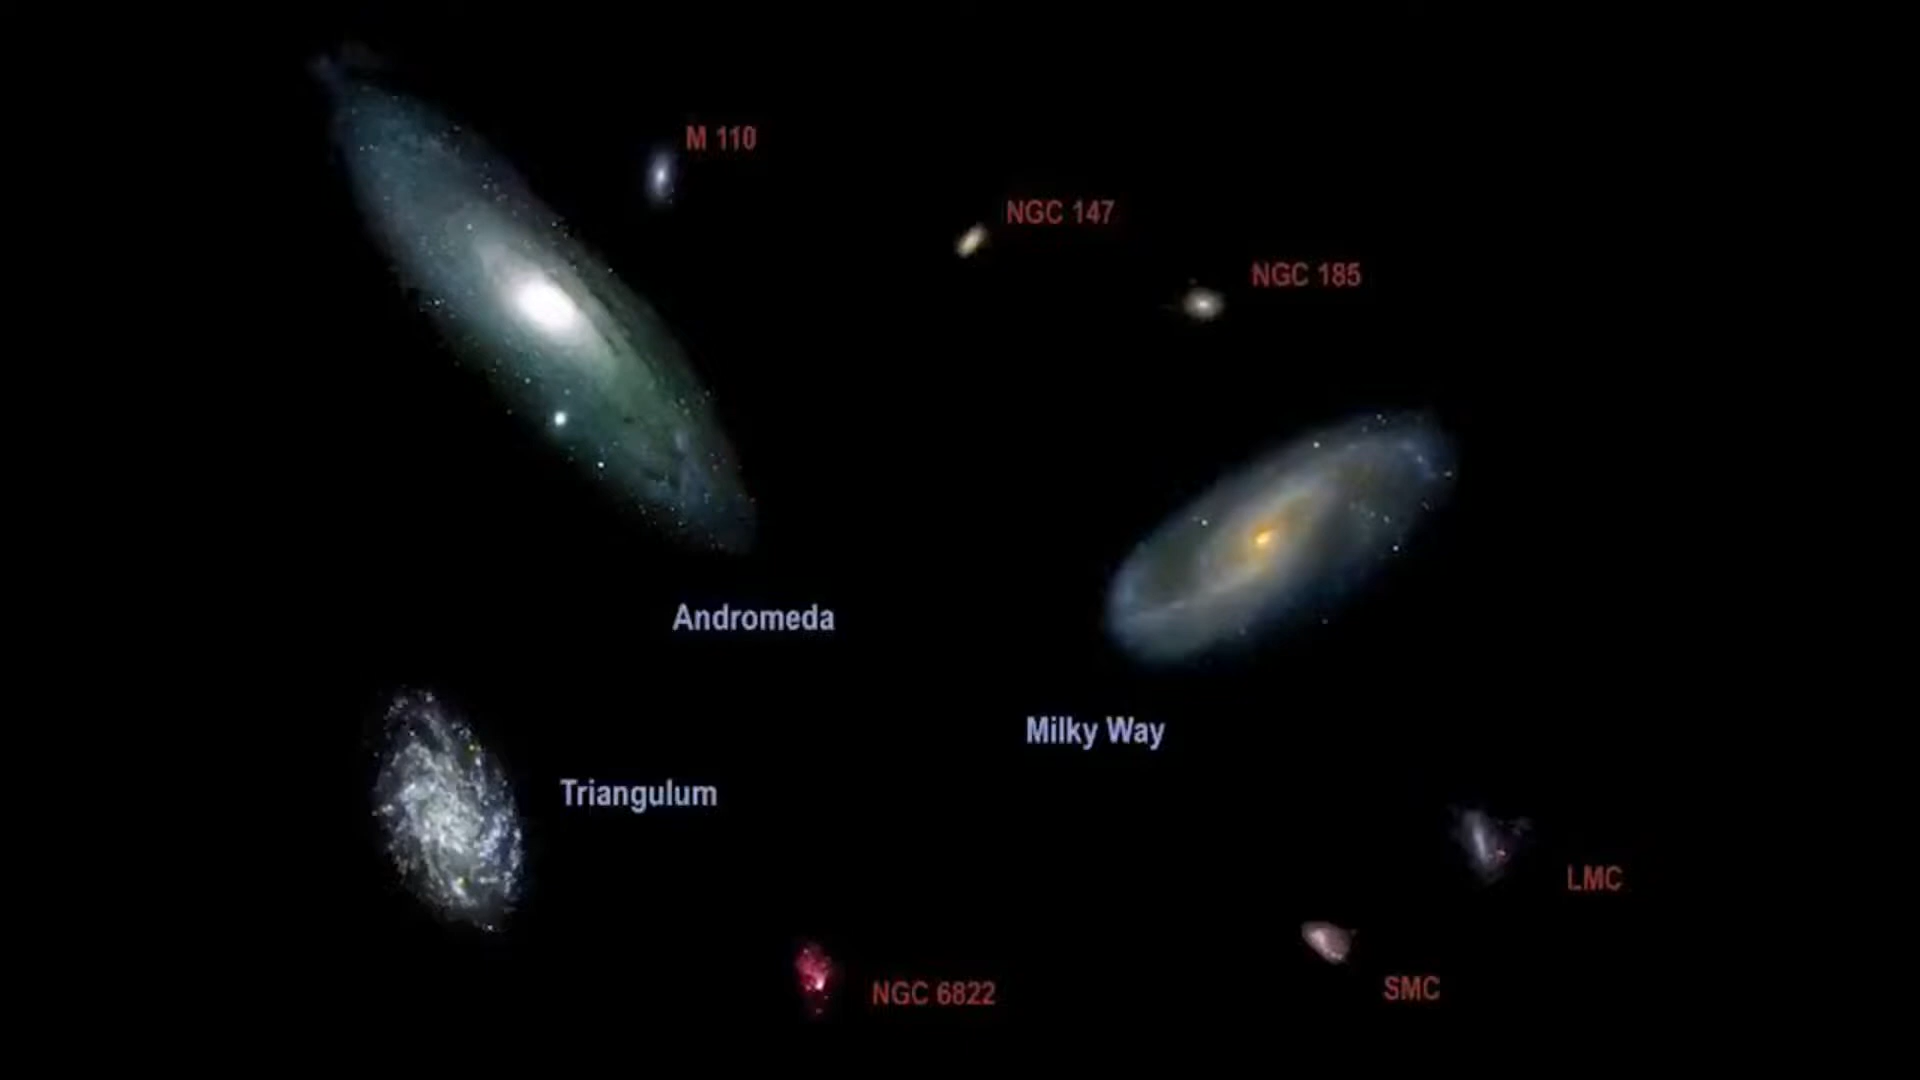 M 110
NGC 147
NGC 185
Andromeda
Milky Way
Triangulum
LMC
SMC
NGC 6822